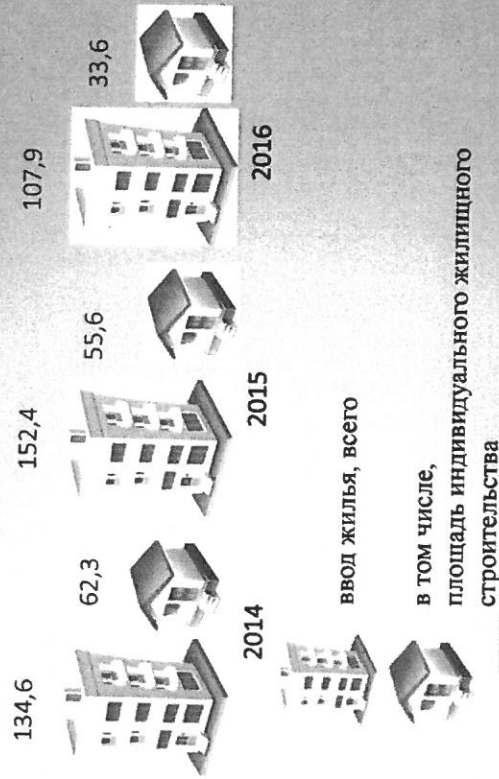 134,6
62,3
152,4
55,6
107,9
33,6
2014
2015
2016
ввод жилья, всего
в том числе,
площадь индивидуального жилищного
строительства